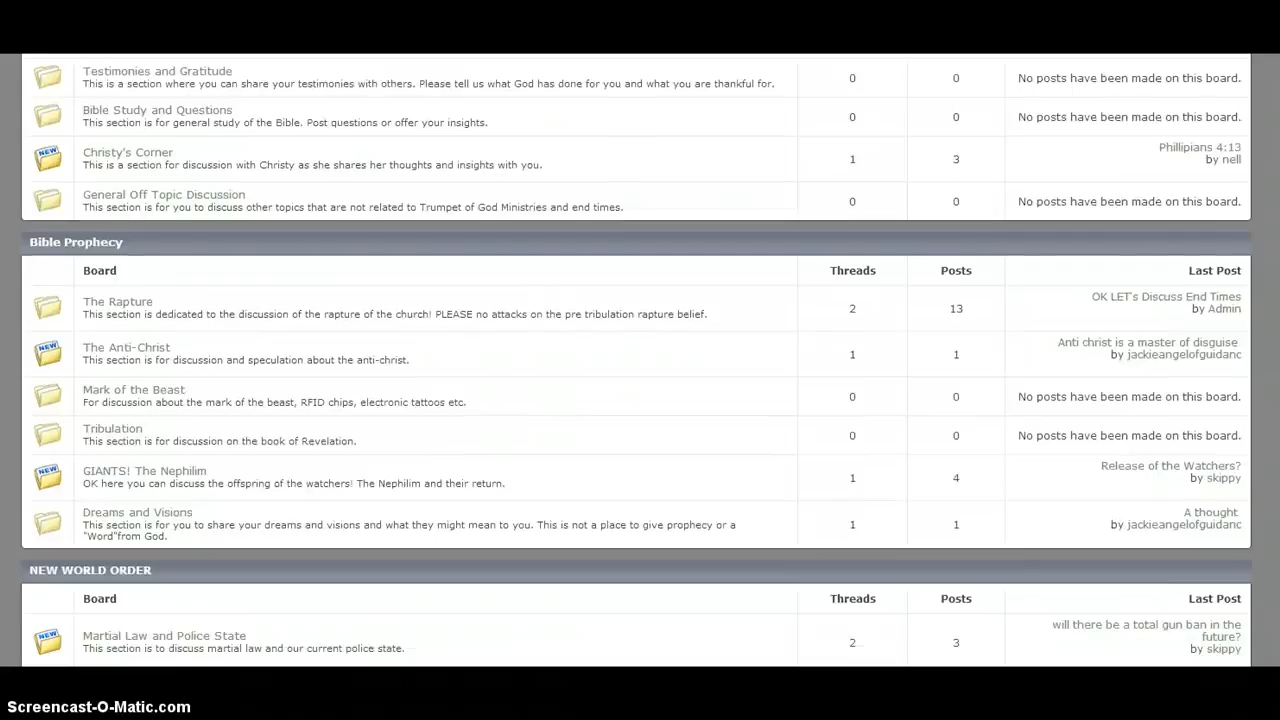 Testimonies and Gratitude
This is a section where you can share your testimonies with others. Please tell us what God has done for you and what you are thankful for.
0 0 No posts have been made on this board.
Bible Study and Questions
This section is for general study of the Bible. Post questions or offer your insights.
0 0 No posts have been made on this board.
NEW
Christy's Corner
This is a section for discussion with Christy as she shares her thoughts and insights with you.
1 3
Phillipians 4:13
by nell
General Off Topic Discussion
This section is for you to discuss other topics that are not related to Trumpet of God Ministries and end times.
0 0 No posts have been made on this board.
Bible Prophecy
Board Threads Posts Last Post
The Rapture
This section is dedicated to the discussion of the rapture of the church! PLEASE no attacks on the pre tribulation rapture belief.
2 13
OK LET's Discuss End Times
by Admin
NEW
The Anti-Christ
This section is for discussion and speculation about the anti-christ.
1 1
Anti christ is a master of disguise
by jackieangelofguidanc
Mark of the Beast
For discussion about the mark of the beast, RFID chips, electronic tattoos etc.
0 0 No posts have been made on this board.
Tribulation
This section is for discussion on the book of Revelation.
0 0 No posts have been made on this board.
NEW
GIANTS! The Nephilim
OK here you can discuss the offspring of the watchers! The Nephilim and their return.
1 4
Release of the Watchers?
by skippy
Dreams and Visions
This section is for you to share your dreams and visions and what they might mean to you. This is not a place to give prophecy or a
"Word"from God.
1 1
A thought
by jackieangelofguidanc
NEW WORLD ORDER
Board Threads Posts Last Post
NEW
Martial Law and Police State
This section is to discuss martial law and our current police state.
2 3
will there be a total gun ban in the
future?
by skippy
Screencast-O-Matic.com